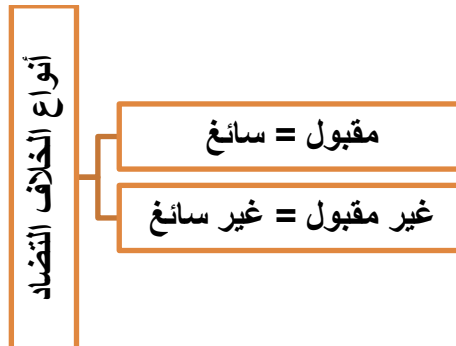 أنواع الخلاف التضاد
مقبول = سائغ
غير مقبول = غير سائغ